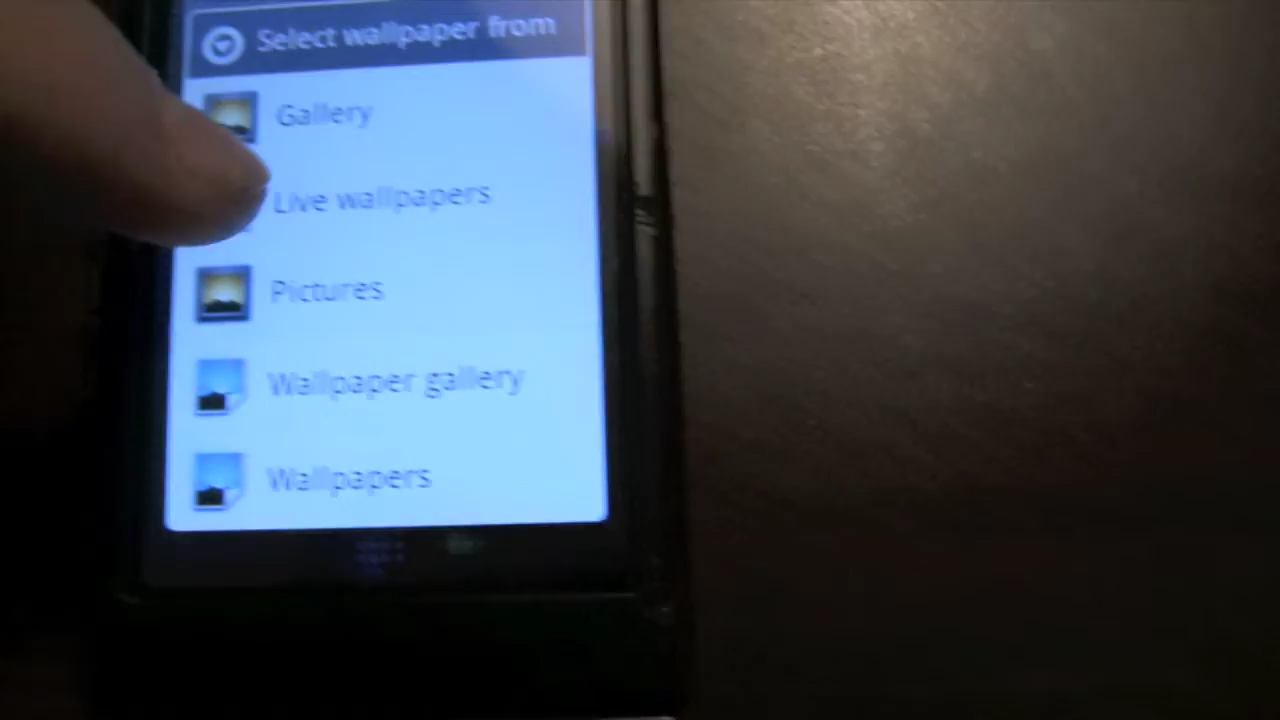 Select wallpaper from
Gallery
Live wallpapers
Pictures
Wallpaper gallery
Wallpapers